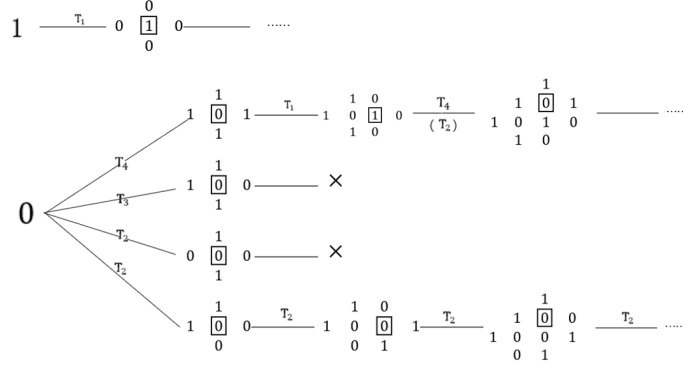 0
1 T₁ 0 1 0 ......
0
1
1 0 1 T₁ 1 0 1 0 T₄ 1 0 1 ......
1 1 0 (T₂) 1 0 1 0
1 0 1 0
T₄
1
T₃ 1 0 0 ×
1
0
T₂ 1
0 0 0 ×
T₂ 1
1 1 0 1
1 0 0 T₂ 1 0 0 1 T₂ 1 0 0 T₂ ......
0 0 1 1 0 0 1
0 1